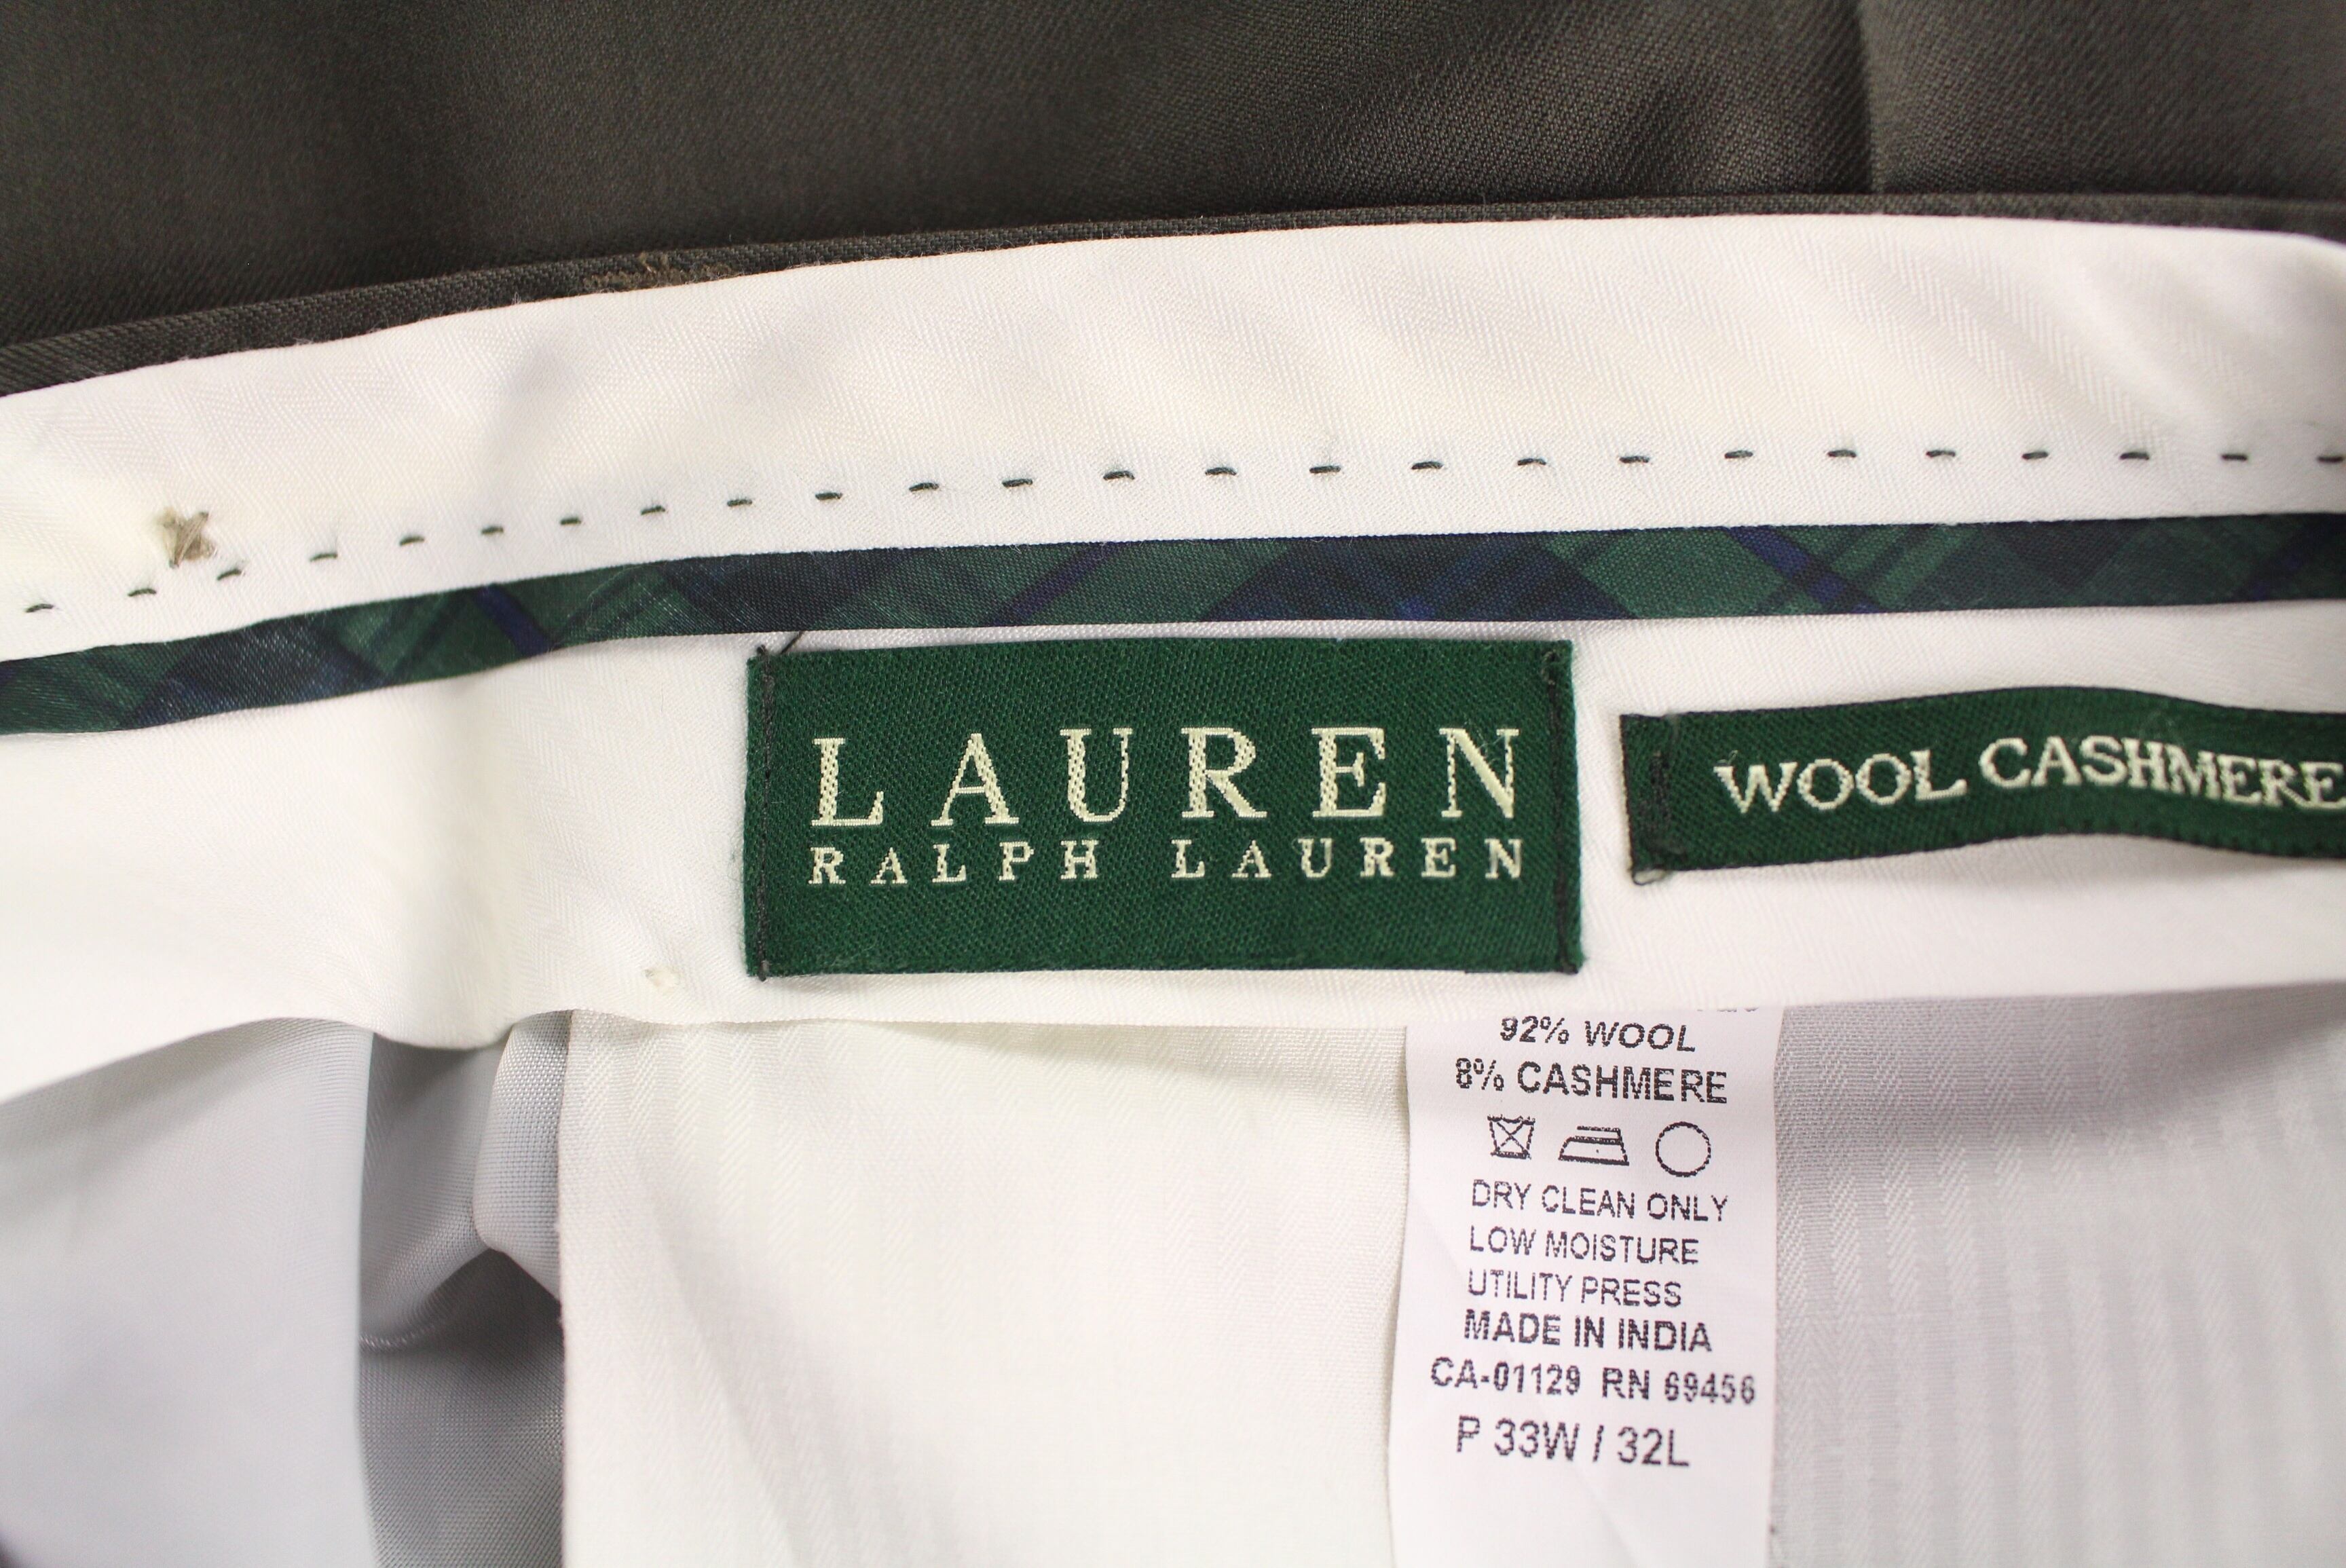 LAUREN
RALPH LAUREN
WOOL CASHMERE
92% WOOL
8% CASHMERE
DRY CLEAN ONLY
LOW MOISTURE
UTILITY PRESS
MADE IN INDIA
CA-01129 RN 69456
P 33W / 32L